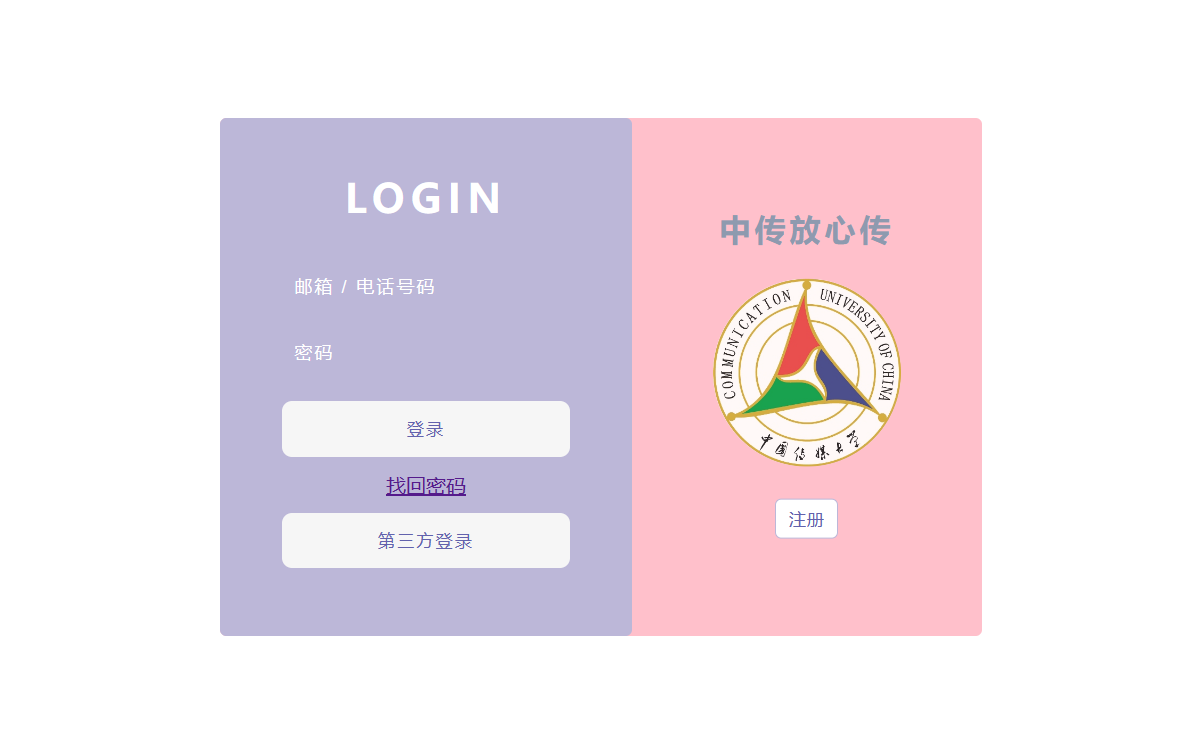 LOGIN
邮箱 / 电话号码
密码
登录
找回密码
第三方登录
中传放心传
COMMUNICATION UNIVERSITY OF CHINA
中国传媒大学
注册